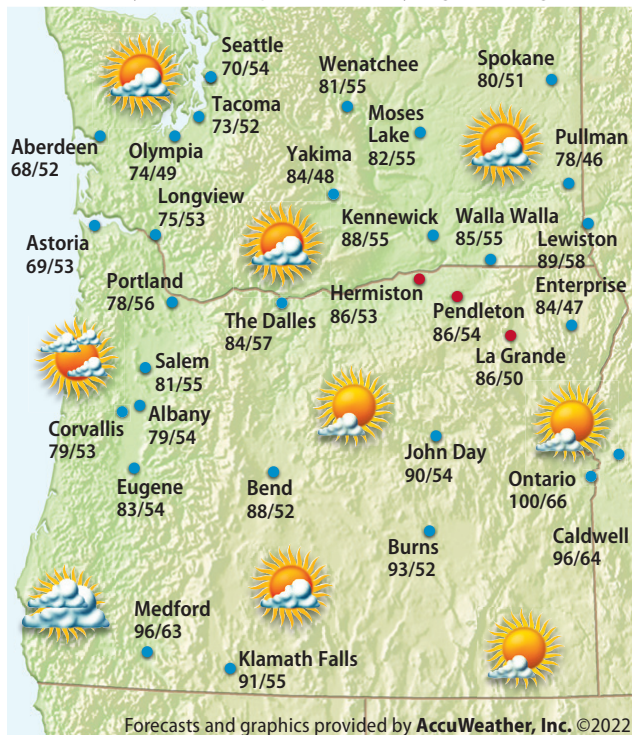 Seattle
70/54
Spokane
80/51
Wenatchee
81/55
Tacoma
73/52
Moses
Lake
82/55
Aberdeen
68/52
Olympia
74/49
Pullman
78/46
Yakima
84/48
Longview
75/53
Kennewick
88/55
Walla Walla
85/55
Astoria
69/53
Lewiston
89/58
Portland
78/56
Hermiston
86/53
Enterprise
84/47
The Dalles
84/57
Pendleton
86/54
La Grande
86/50
Salem
81/55
Albany
79/54
Corvallis
79/53
John Day
90/54
Ontario
100/66
Eugene
83/54
Bend
88/52
Caldwell
96/64
Burns
93/52
Medford
96/63
Klamath Falls
91/55
Forecasts and graphics provided by AccuWeather, Inc. ©2022